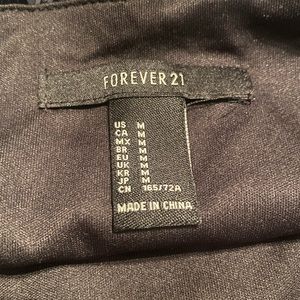 FOREVER 21
US M
CA M
MX M
BR M
EU M
UK M
KR M
JP M
CN 165/72A
MADE IN CHINA